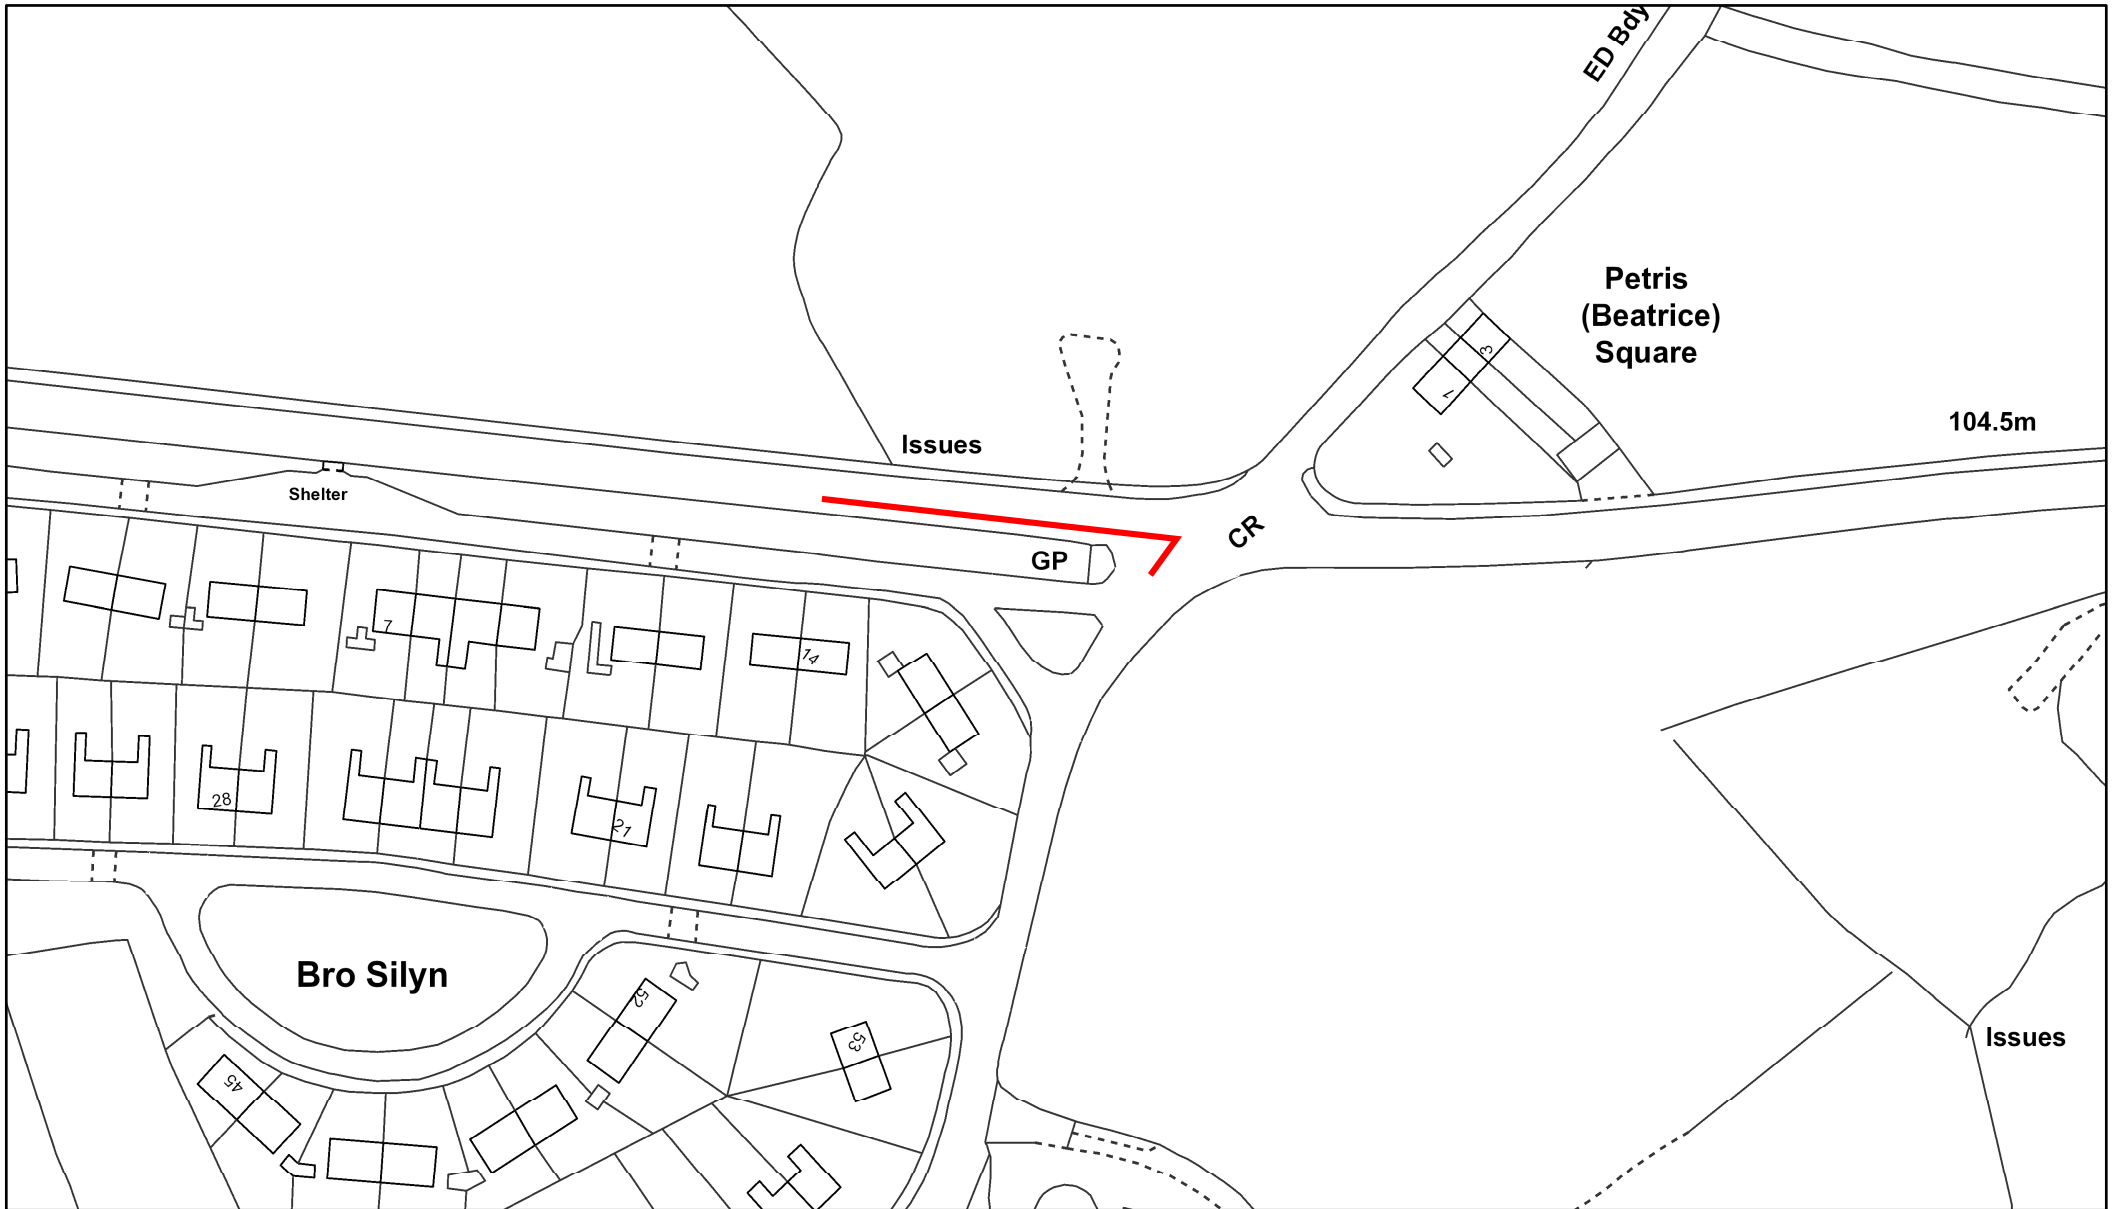 ED Bdy
Petris
(Beatrice)
Square
3
1
104.5m
Issues
Shelter
CR
GP
7
14
28
21
Bro Silyn
52
53
45
Issues